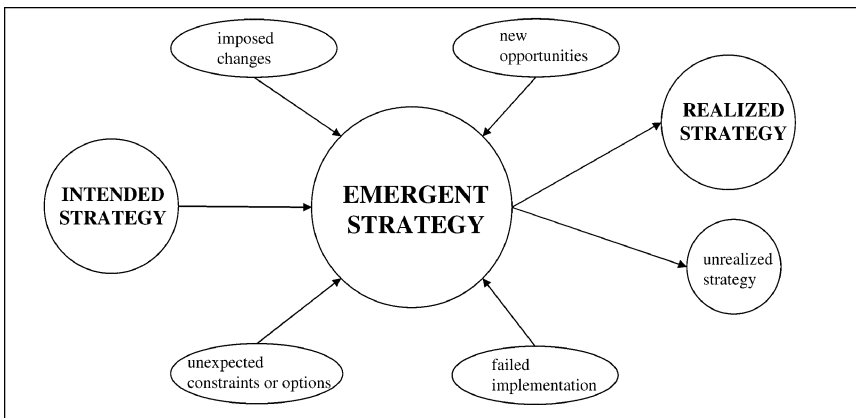 imposed
changes
new
opportunities
REALIZED
STRATEGY
INTENDED
STRATEGY
EMERGENT
STRATEGY
unrealized
strategy
unexpected
constraints or options
failed
implementation